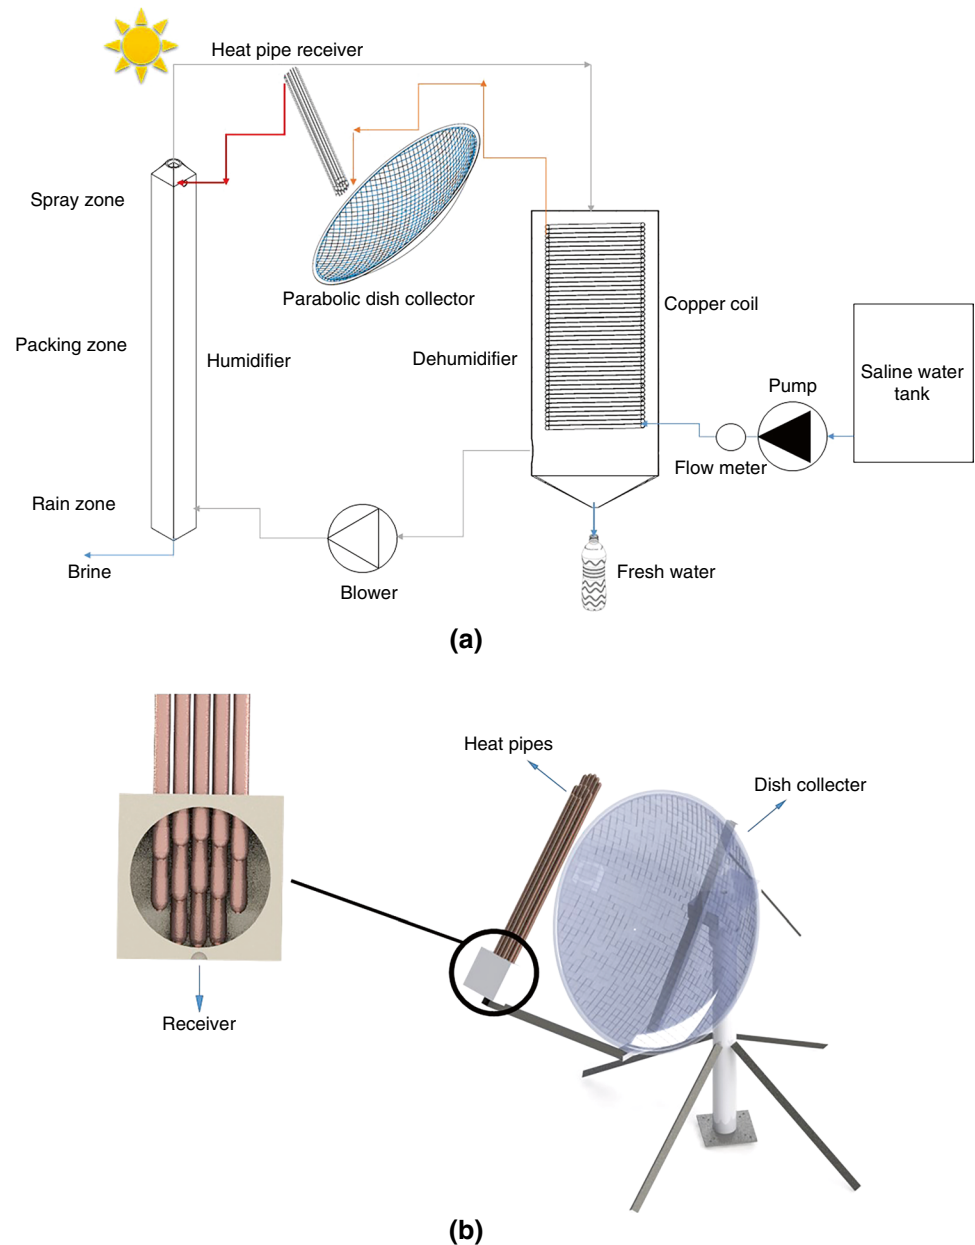 (a)
Heat pipe receiver
Spray zone
Parabolic dish collector
Copper coil
Packing zone
Humidifier
Dehumidifier
Saline water
tank
Pump
Flow meter
Rain zone
Brine
Blower
Fresh water
(a)
Heat pipes
Dish collecter
Receiver
(b)